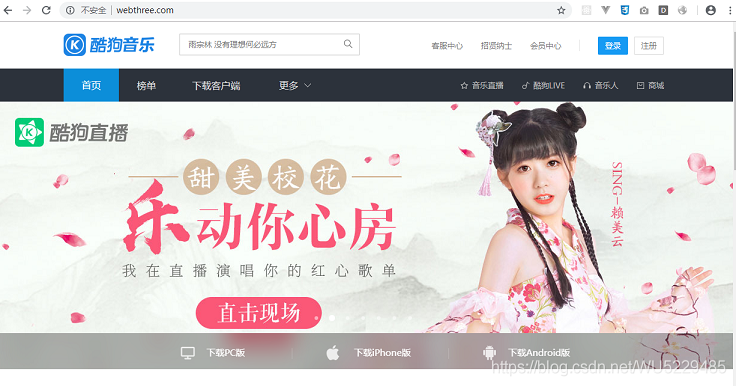 不安全 | webthree.com
酷狗音乐
雨宗林 没有理想何必远方
客服中心 招贤纳士 会员中心 登录 注册
首页 榜单 下载客户端 更多 音乐直播 酷狗LIVE 音乐人 商城
酷狗直播
甜美校花
乐动你心房
我在直播演唱你的红心歌单
直击现场
SING-赖美云
下载PC版 下载iPhone版 下载Android版
https://blog.csdn.net/WU5229485